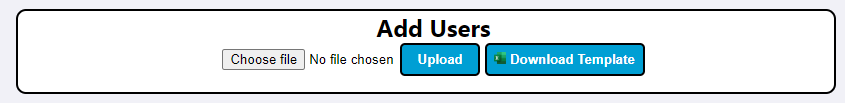 Add Users
Choose file No file chosen Upload Download Template